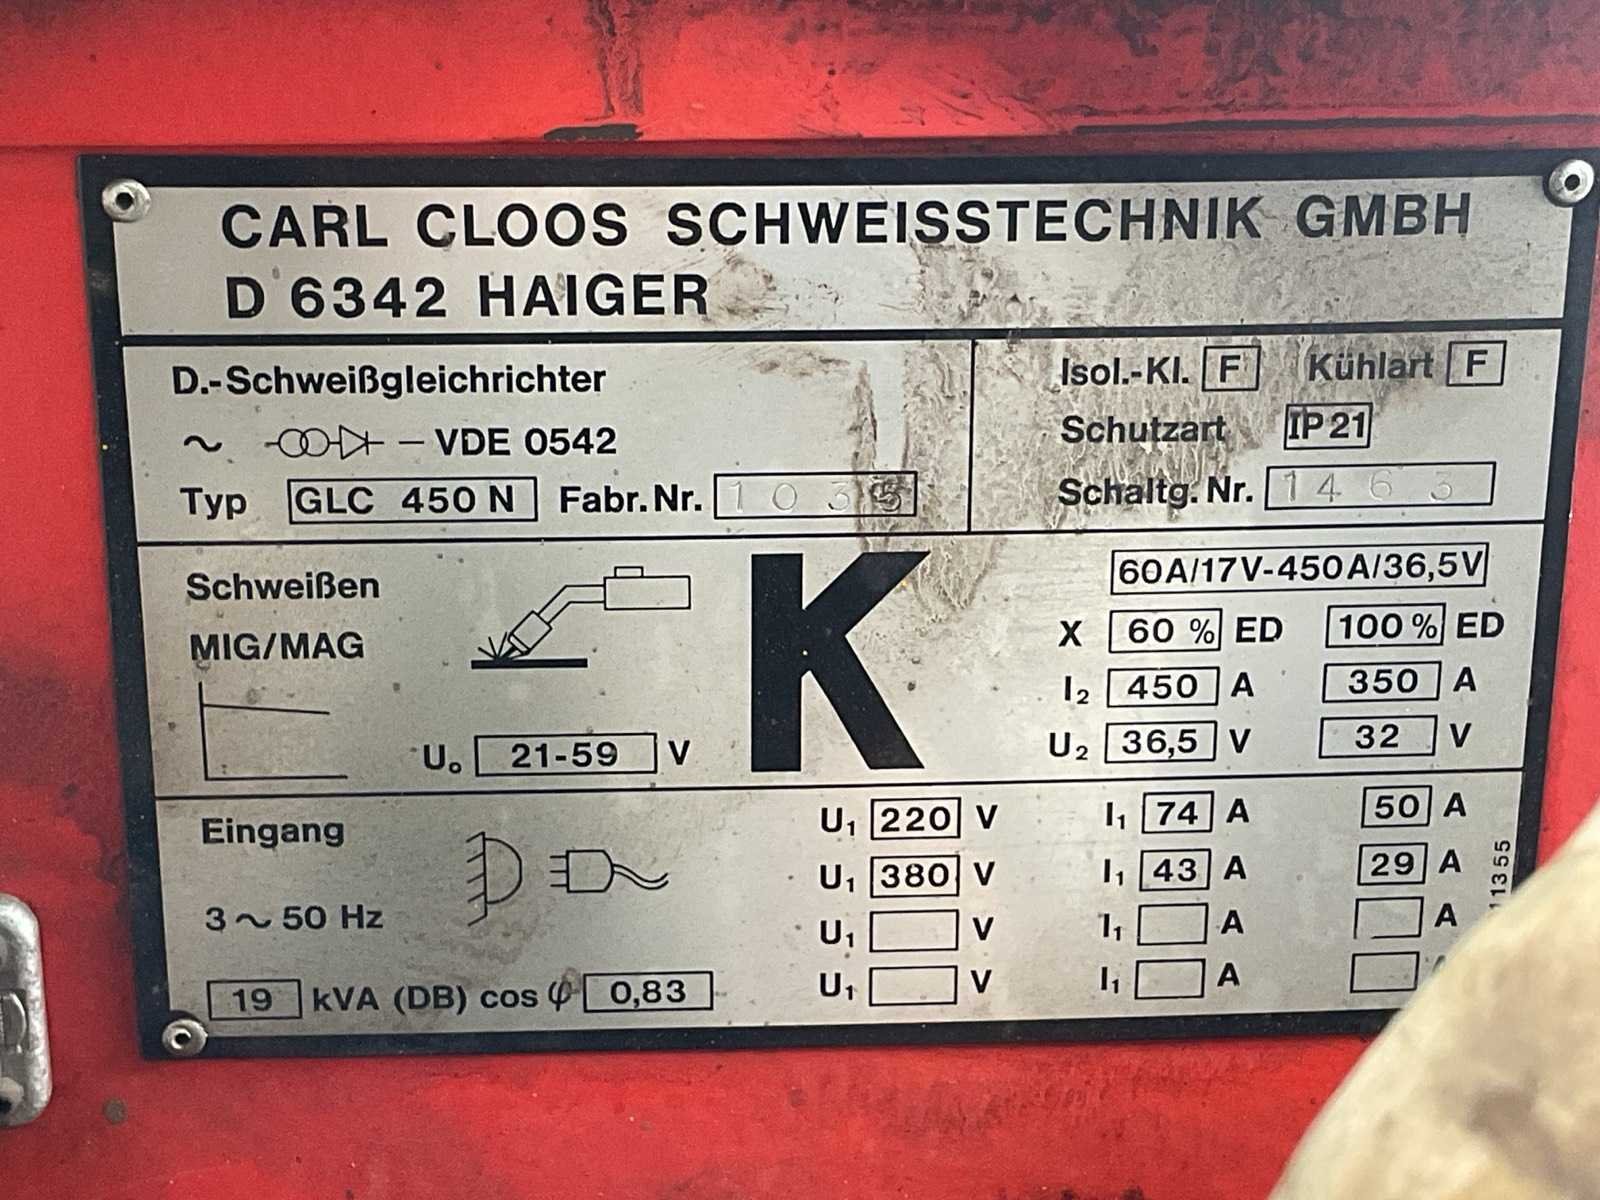 CARL CLOOS SCHWEISSTECHNIK GMBH
D 6342 HAIGER
D.-Schweißgleichrichter
~ – VDE 0542
Typ GLC 450 N Fabr. Nr. 1035
Isol.-Kl. F Kühlart F
Schutzart IP 21
Schaltg. Nr. 1463
Schweißen
MIG/MAG
U₀ 21-59 V
K
60A/17V-450A/36,5V
X 60 % ED 100 % ED
I₂ 450 A 350 A
U₂ 36,5 V 32 V
Eingang
3 ~ 50 Hz
19 kVA (DB) cos φ 0,83
U₁ 220 V I₁ 74 A 50 A
U₁ 380 V I₁ 43 A 29 A
U₁ V I₁ A A
U₁ V I₁ A